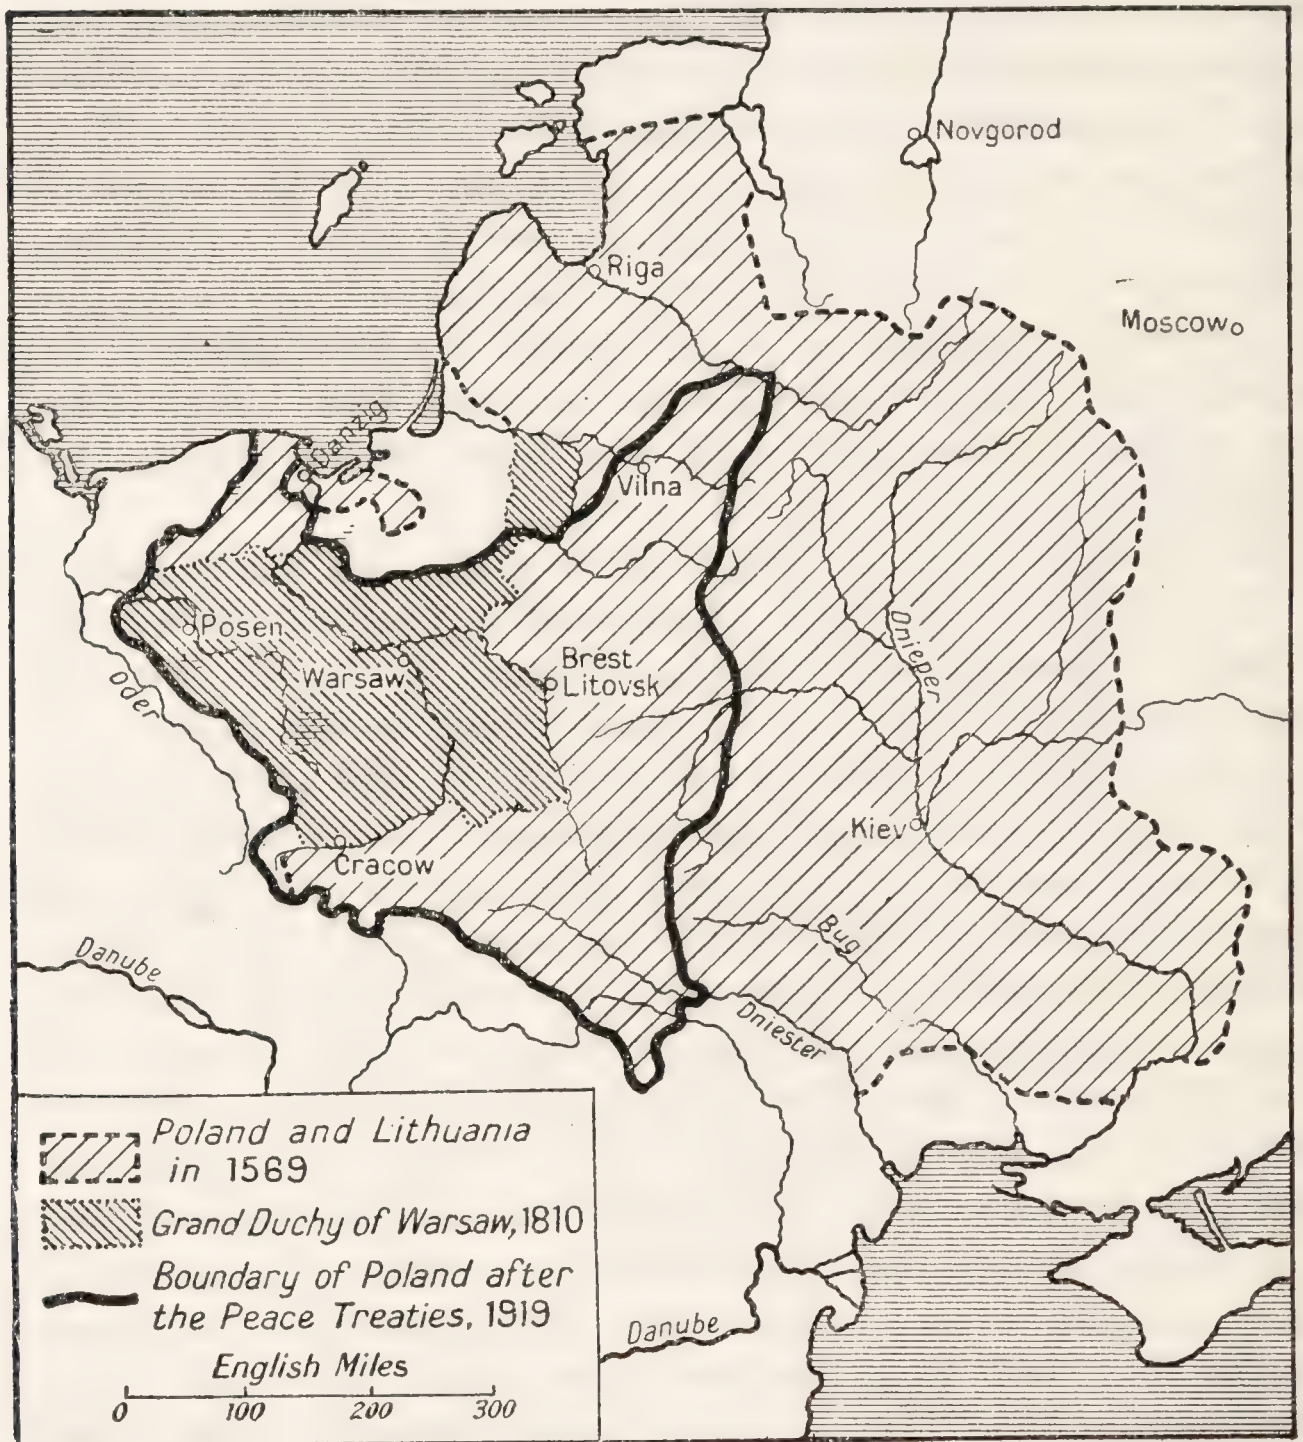 Novgorod
Riga
Moscow
Danzig
Vilna
Posen
Warsaw
Brest
Litovsk
Oder
Dnieper
Kiev
Cracow
Bug
Danube
Dniester
Poland and Lithuania
in 1569
Grand Duchy of Warsaw, 1810
Boundary of Poland after
the Peace Treaties, 1919
English Miles
0 100 200 300
Danube